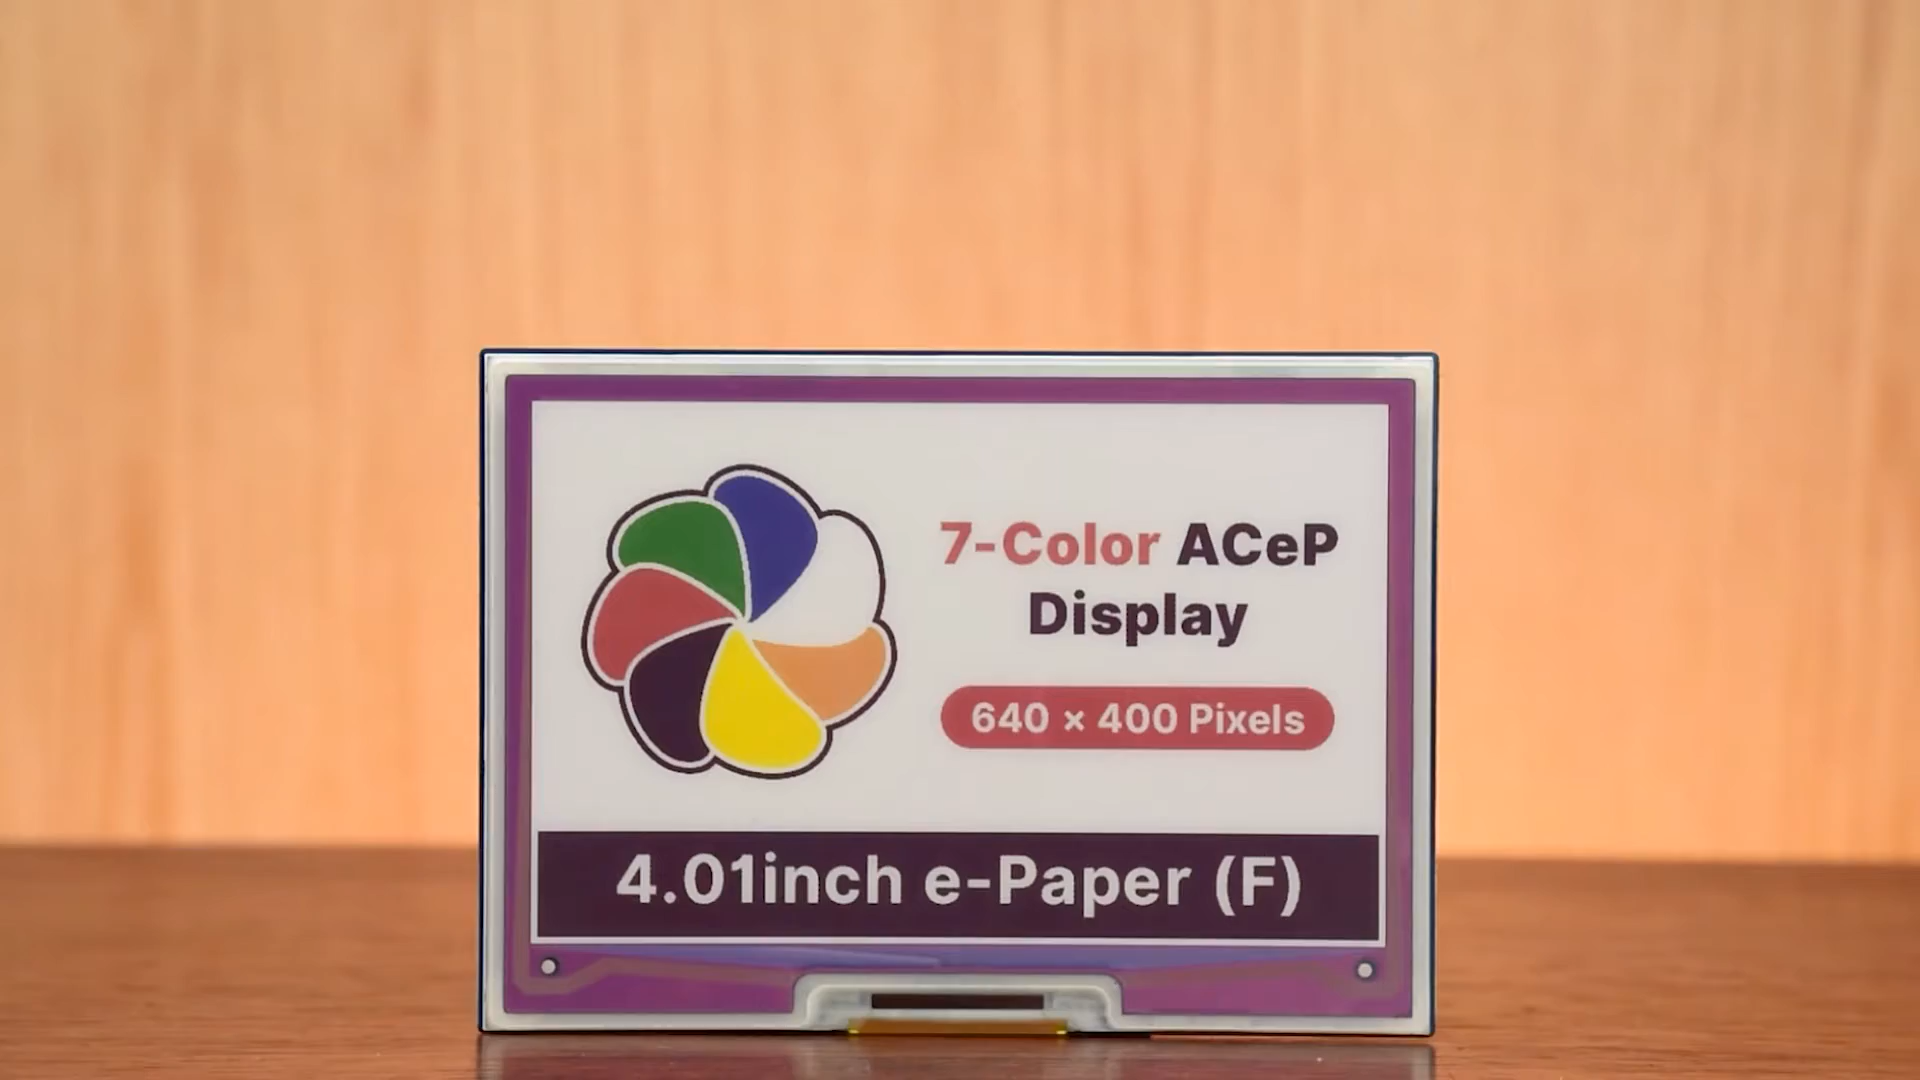 7-Color ACeP
Display
640 × 400 Pixels
4.01inch e-Paper (F)